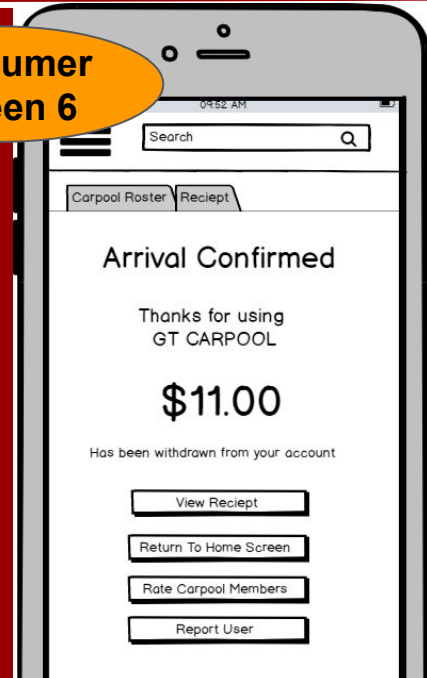 umer
een 6
09:52 AM
Search
Carpool Roster Reciept
Arrival Confirmed
Thanks for using
GT CARPOOL
$11.00
Has been withdrawn from your account
View Reciept
Return To Home Screen
Rate Carpool Members
Report User